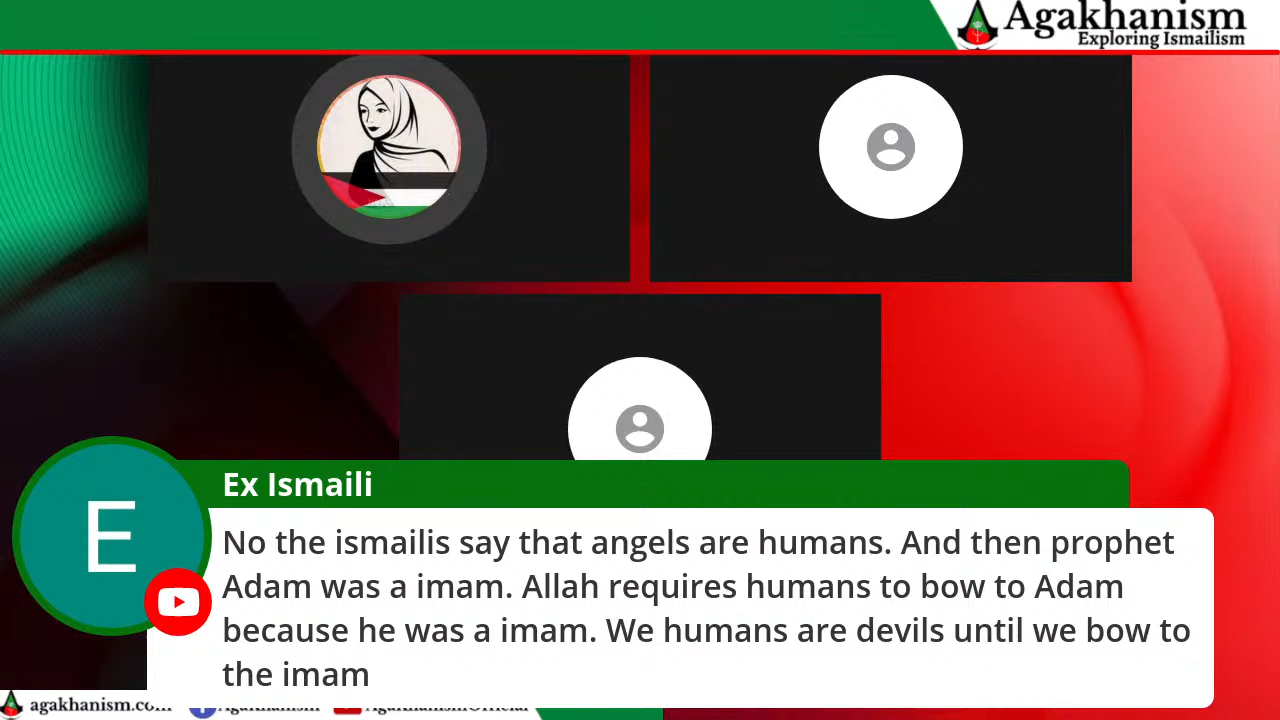 Agakhanism
Exploring Ismailism
E
Ex Ismaili
No the ismailis say that angels are humans. And then prophet
Adam was a imam. Allah requires humans to bow to Adam
because he was a imam. We humans are devils until we bow to
the imam
agakhanism.com